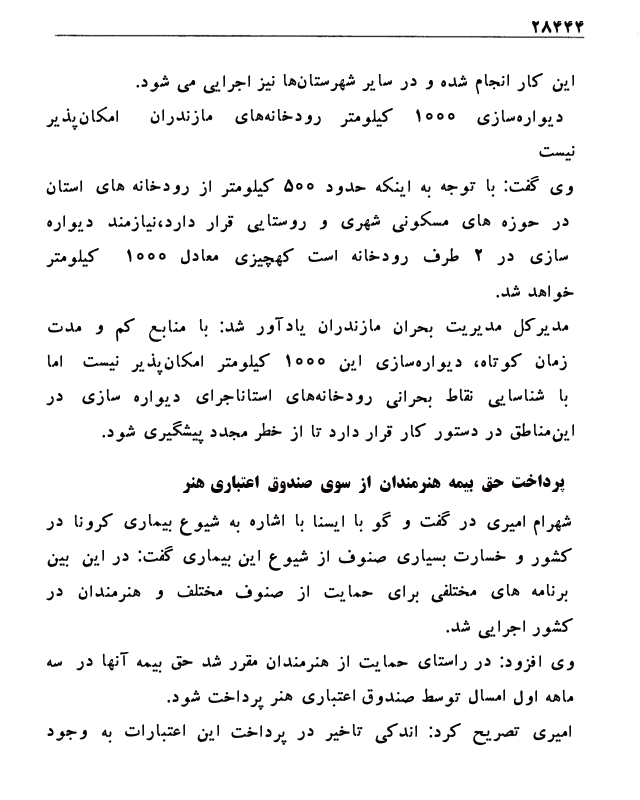 ۲۸۴۴۴
این کار انجام شده و در سایر شهرستان‌ها نیز اجرایی می شود.
دیواره‌سازی ۱۰۰۰ کیلومتر رودخانه‌های مازندران امکان‌پذیر
نیست
وی گفت: با توجه به اینکه حدود ۵۰۰ کیلومتر از رودخانه های استان
در حوزه های مسکونی شهری و روستایی قرار دارد،نیازمند دیواره
سازی در ۲ طرف رودخانه است کهچیزی معادل ۱۰۰۰ کیلومتر
خواهد شد.
مدیرکل مدیریت بحران مازندران یادآور شد: با منابع کم و مدت
زمان کوتاه، دیواره‌سازی این ۱۰۰۰ کیلومتر امکان‌پذیر نیست اما
با شناسایی نقاط بحرانی رودخانه‌های استاناجرای دیواره سازی در
این‌مناطق در دستور کار قرار دارد تا از خطر مجدد پیشگیری شود.
پرداخت حق بیمه هنرمندان از سوی صندوق اعتباری هنر
شهرام امیری در گفت و گو با ایسنا با اشاره به شیوع بیماری کرونا در
کشور و خسارت بسیاری صنوف از شیوع این بیماری گفت: در این بین
برنامه های مختلفی برای حمایت از صنوف مختلف و هنرمندان در
کشور اجرایی شد.
وی افزود: در راستای حمایت از هنرمندان مقرر شد حق بیمه آنها در سه
ماهه اول امسال توسط صندوق اعتباری هنر پرداخت شود.
امیری تصریح کرد: اندکی تاخیر در پرداخت این اعتبارات به وجود